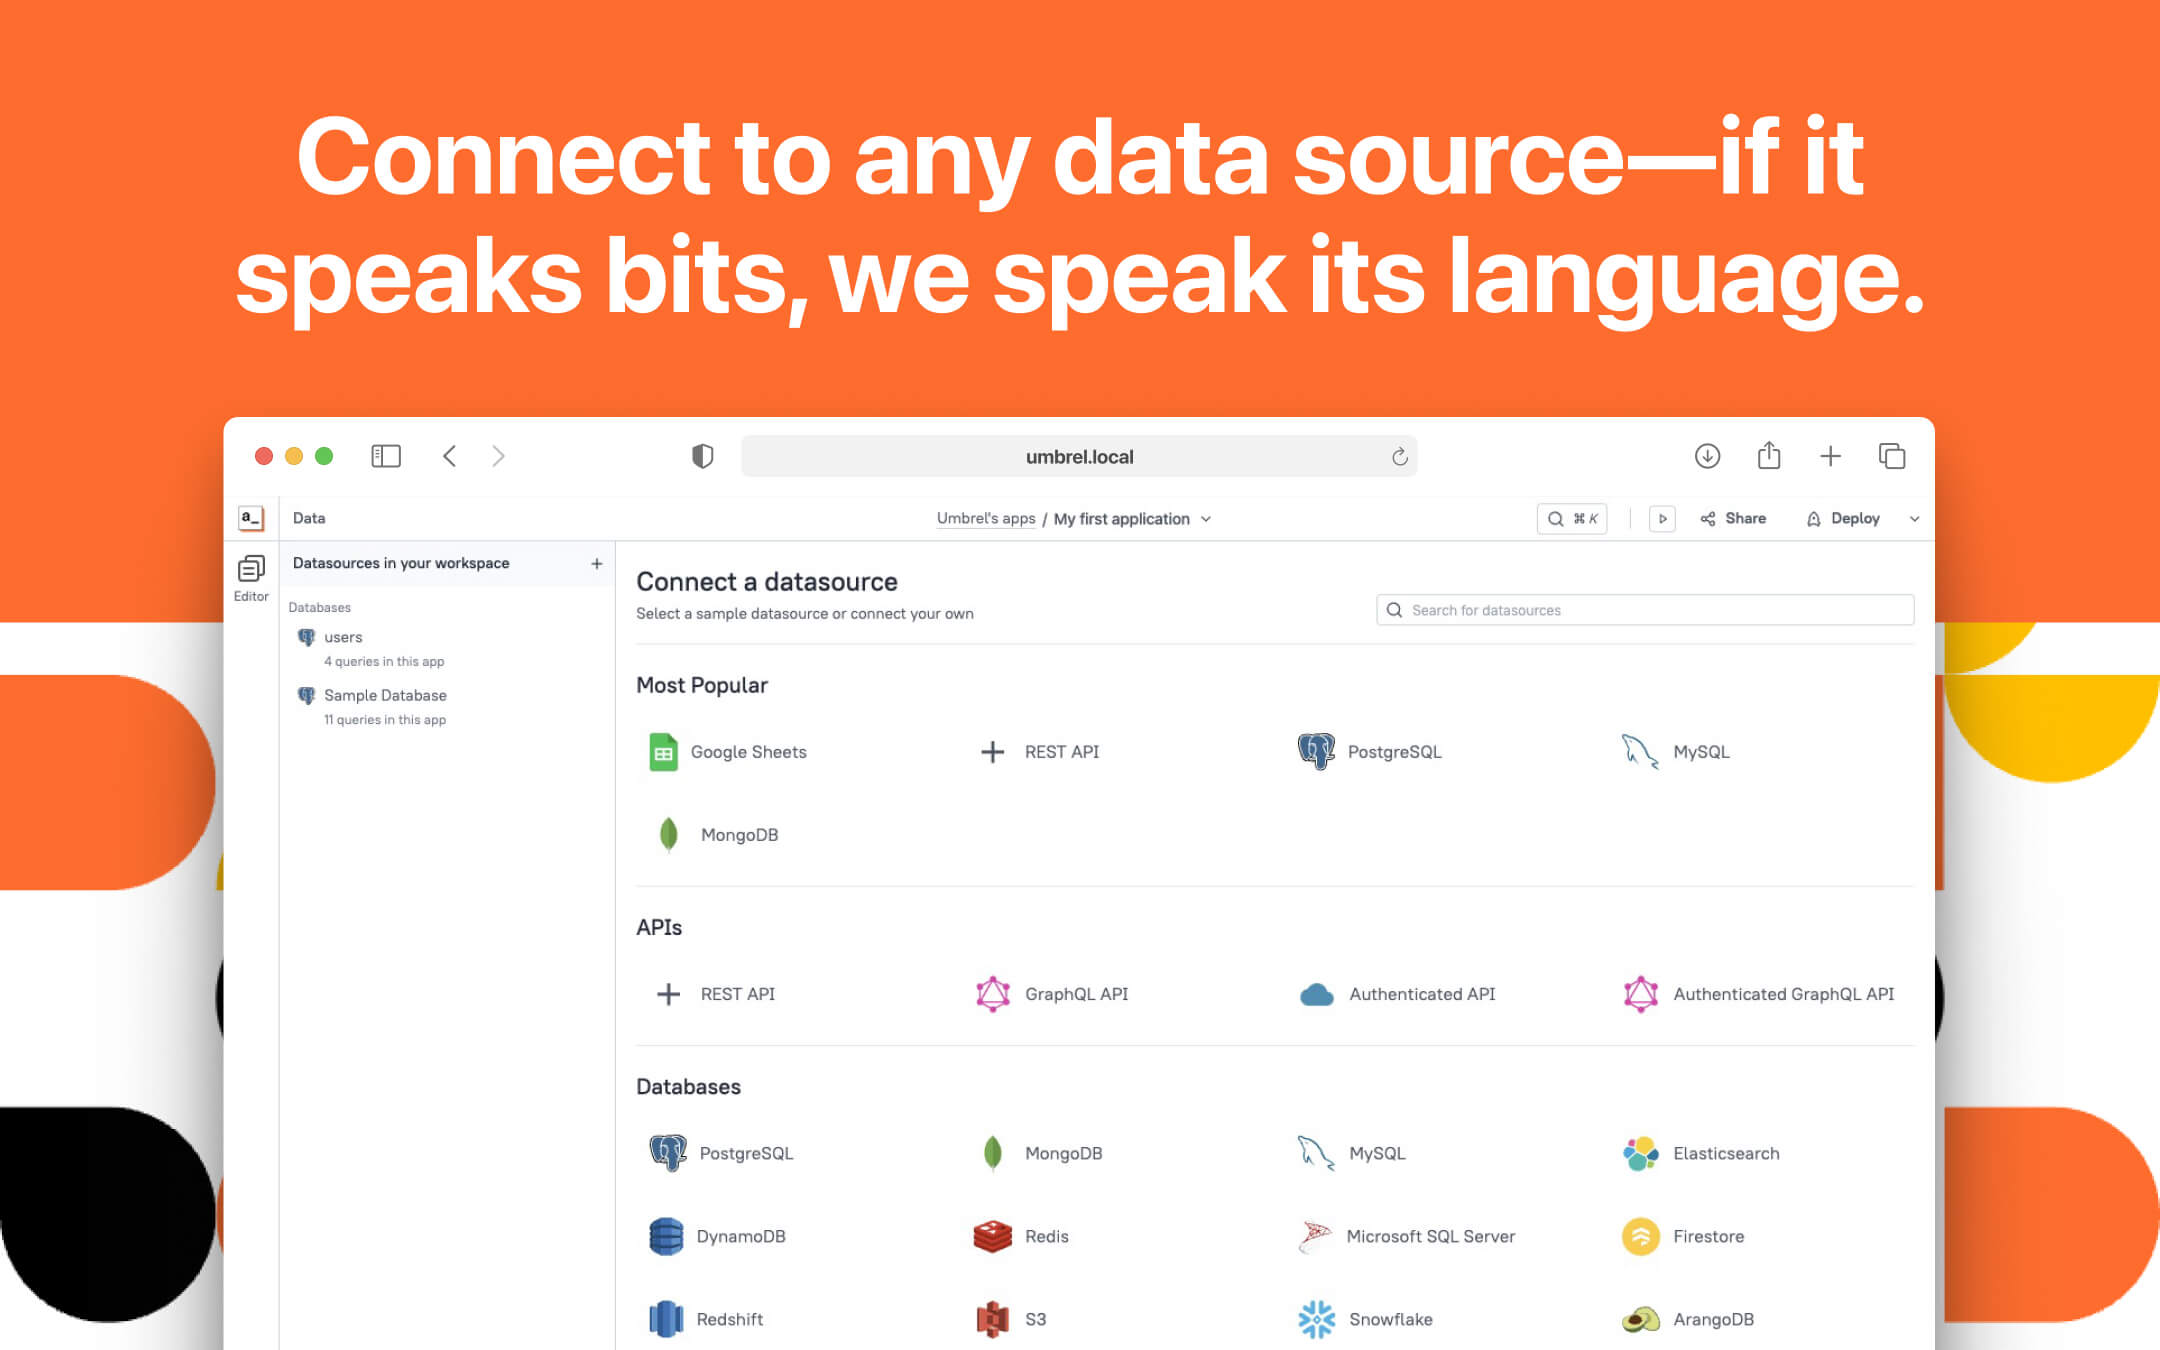 Connect to any data source—if it
speaks bits, we speak its language.
umbrel.local
a_
Data
Umbrel's apps / My first application
⌘ K
Share
Deploy
Editor
Datasources in your workspace
+
Databases
users
4 queries in this app
Sample Database
11 queries in this app
Connect a datasource
Select a sample datasource or connect your own
Search for datasources
Most Popular
Google Sheets
REST API
PostgreSQL
MySQL
MongoDB
APIs
REST API
GraphQL API
Authenticated API
Authenticated GraphQL API
Databases
PostgreSQL
MongoDB
MySQL
Elasticsearch
DynamoDB
Redis
Microsoft SQL Server
Firestore
Redshift
S3
Snowflake
ArangoDB